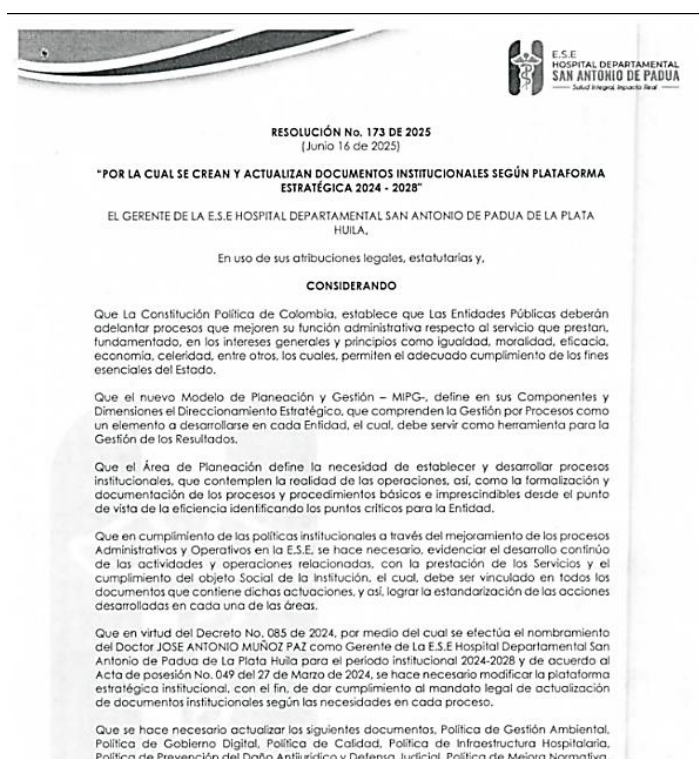 E.S.E
HOSPITAL DEPARTAMENTAL
SAN ANTONIO DE PADUA
Salud Integral, Impacto Real
RESOLUCIÓN No. 173 DE 2025
(Junio 16 de 2025)
"POR LA CUAL SE CREAN Y ACTUALIZAN DOCUMENTOS INSTITUCIONALES SEGÚN PLATAFORMA
ESTRATÉGICA 2024 - 2028"
EL GERENTE DE LA E.S.E HOSPITAL DEPARTAMENTAL SAN ANTONIO DE PADUA DE LA PLATA
HUILA,
En uso de sus atribuciones legales, estatutarias y,
CONSIDERANDO
Que La Constitución Política de Colombia, establece que Las Entidades Públicas deberán
adelantar procesos que mejoren su función administrativa respecto al servicio que prestan,
fundamentado, en los intereses generales y principios como igualdad, moralidad, eficacia,
economía, celeridad, entre otros, los cuales, permiten el adecuado cumplimiento de los fines
esenciales del Estado.
Que el nuevo Modelo de Planeación y Gestión – MIPG-, define en sus Componentes y
Dimensiones el Direccionamiento Estratégico, que comprenden la Gestión por Procesos como
un elemento a desarrollarse en cada Entidad, el cual, debe servir como herramienta para la
Gestión de los Resultados.
Que el Área de Planeación define la necesidad de establecer y desarrollar procesos
institucionales, que contemplen la realidad de las operaciones, así, como la formalización y
documentación de los procesos y procedimientos básicos e imprescindibles desde el punto
de vista de la eficiencia identificando los puntos críticos para la Entidad.
Que en cumplimiento de las políticas institucionales a través del mejoramiento de los procesos
Administrativos y Operativos en la E.S.E, se hace necesario, evidenciar el desarrollo continúo
de las actividades y operaciones relacionadas, con la prestación de los Servicios y el
cumplimiento del objeto Social de la Institución, el cual, debe ser vinculado en todos los
documentos que contiene dichas actuaciones, y así, lograr la estandarización de las acciones
desarrolladas en cada una de las áreas.
Que en virtud del Decreto No. 085 de 2024, por medio del cual se efectúa el nombramiento
del Doctor JOSE ANTONIO MUÑOZ PAZ como Gerente de La E.S.E Hospital Departamental San
Antonio de Padua de La Plata Huila para el periodo institucional 2024-2028 y de acuerdo al
Acta de posesión No. 049 del 27 de Marzo de 2024, se hace necesario modificar la plataforma
estratégica institucional, con el fin, de dar cumplimiento al mandato legal de actualización
de documentos institucionales según las necesidades en cada proceso.
Que se hace necesario actualizar los siguientes documentos, Política de Gestión Ambiental,
Política de Gobierno Digital, Política de Calidad, Política de Infraestructura Hospitalaria,
Política de Prevención del Daño Antijurídico y Defensa Judicial, Política de Mejora Normativa,